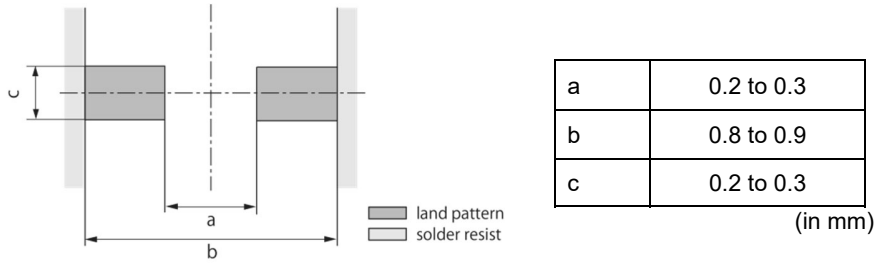 c
a
b
land pattern
solder resist
a 0.2 to 0.3
b 0.8 to 0.9
c 0.2 to 0.3
(in mm)